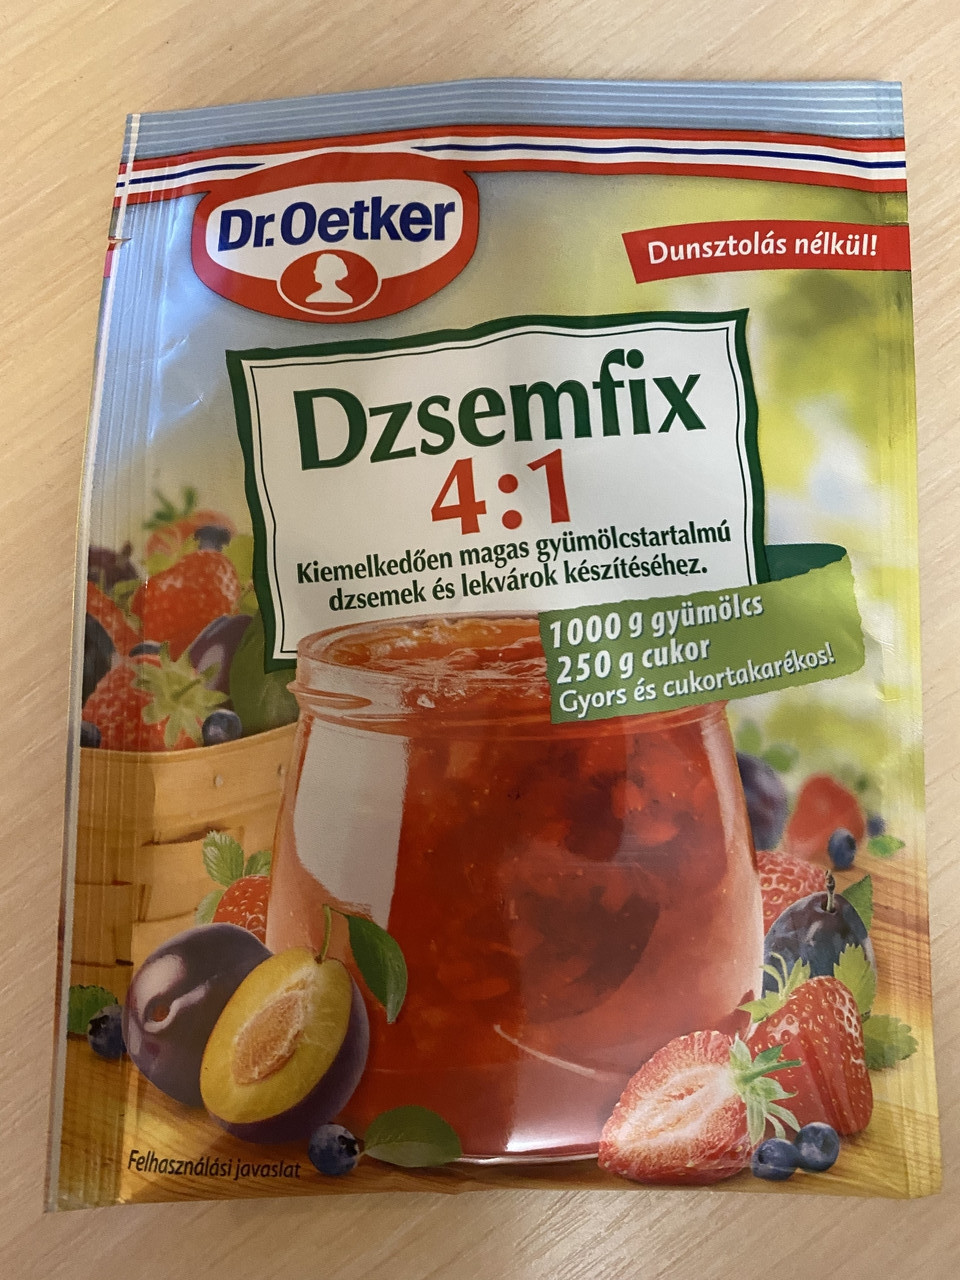 Dr.Oetker
Dunsztolás nélkül!
Dzsemfix
4:1
Kiemelkedően magas gyümölcstartalmú
dzsemek és lekvárok készítéséhez.
1000 g gyümölcs
250 g cukor
Gyors és cukortakarékos!
Felhasználási javaslat